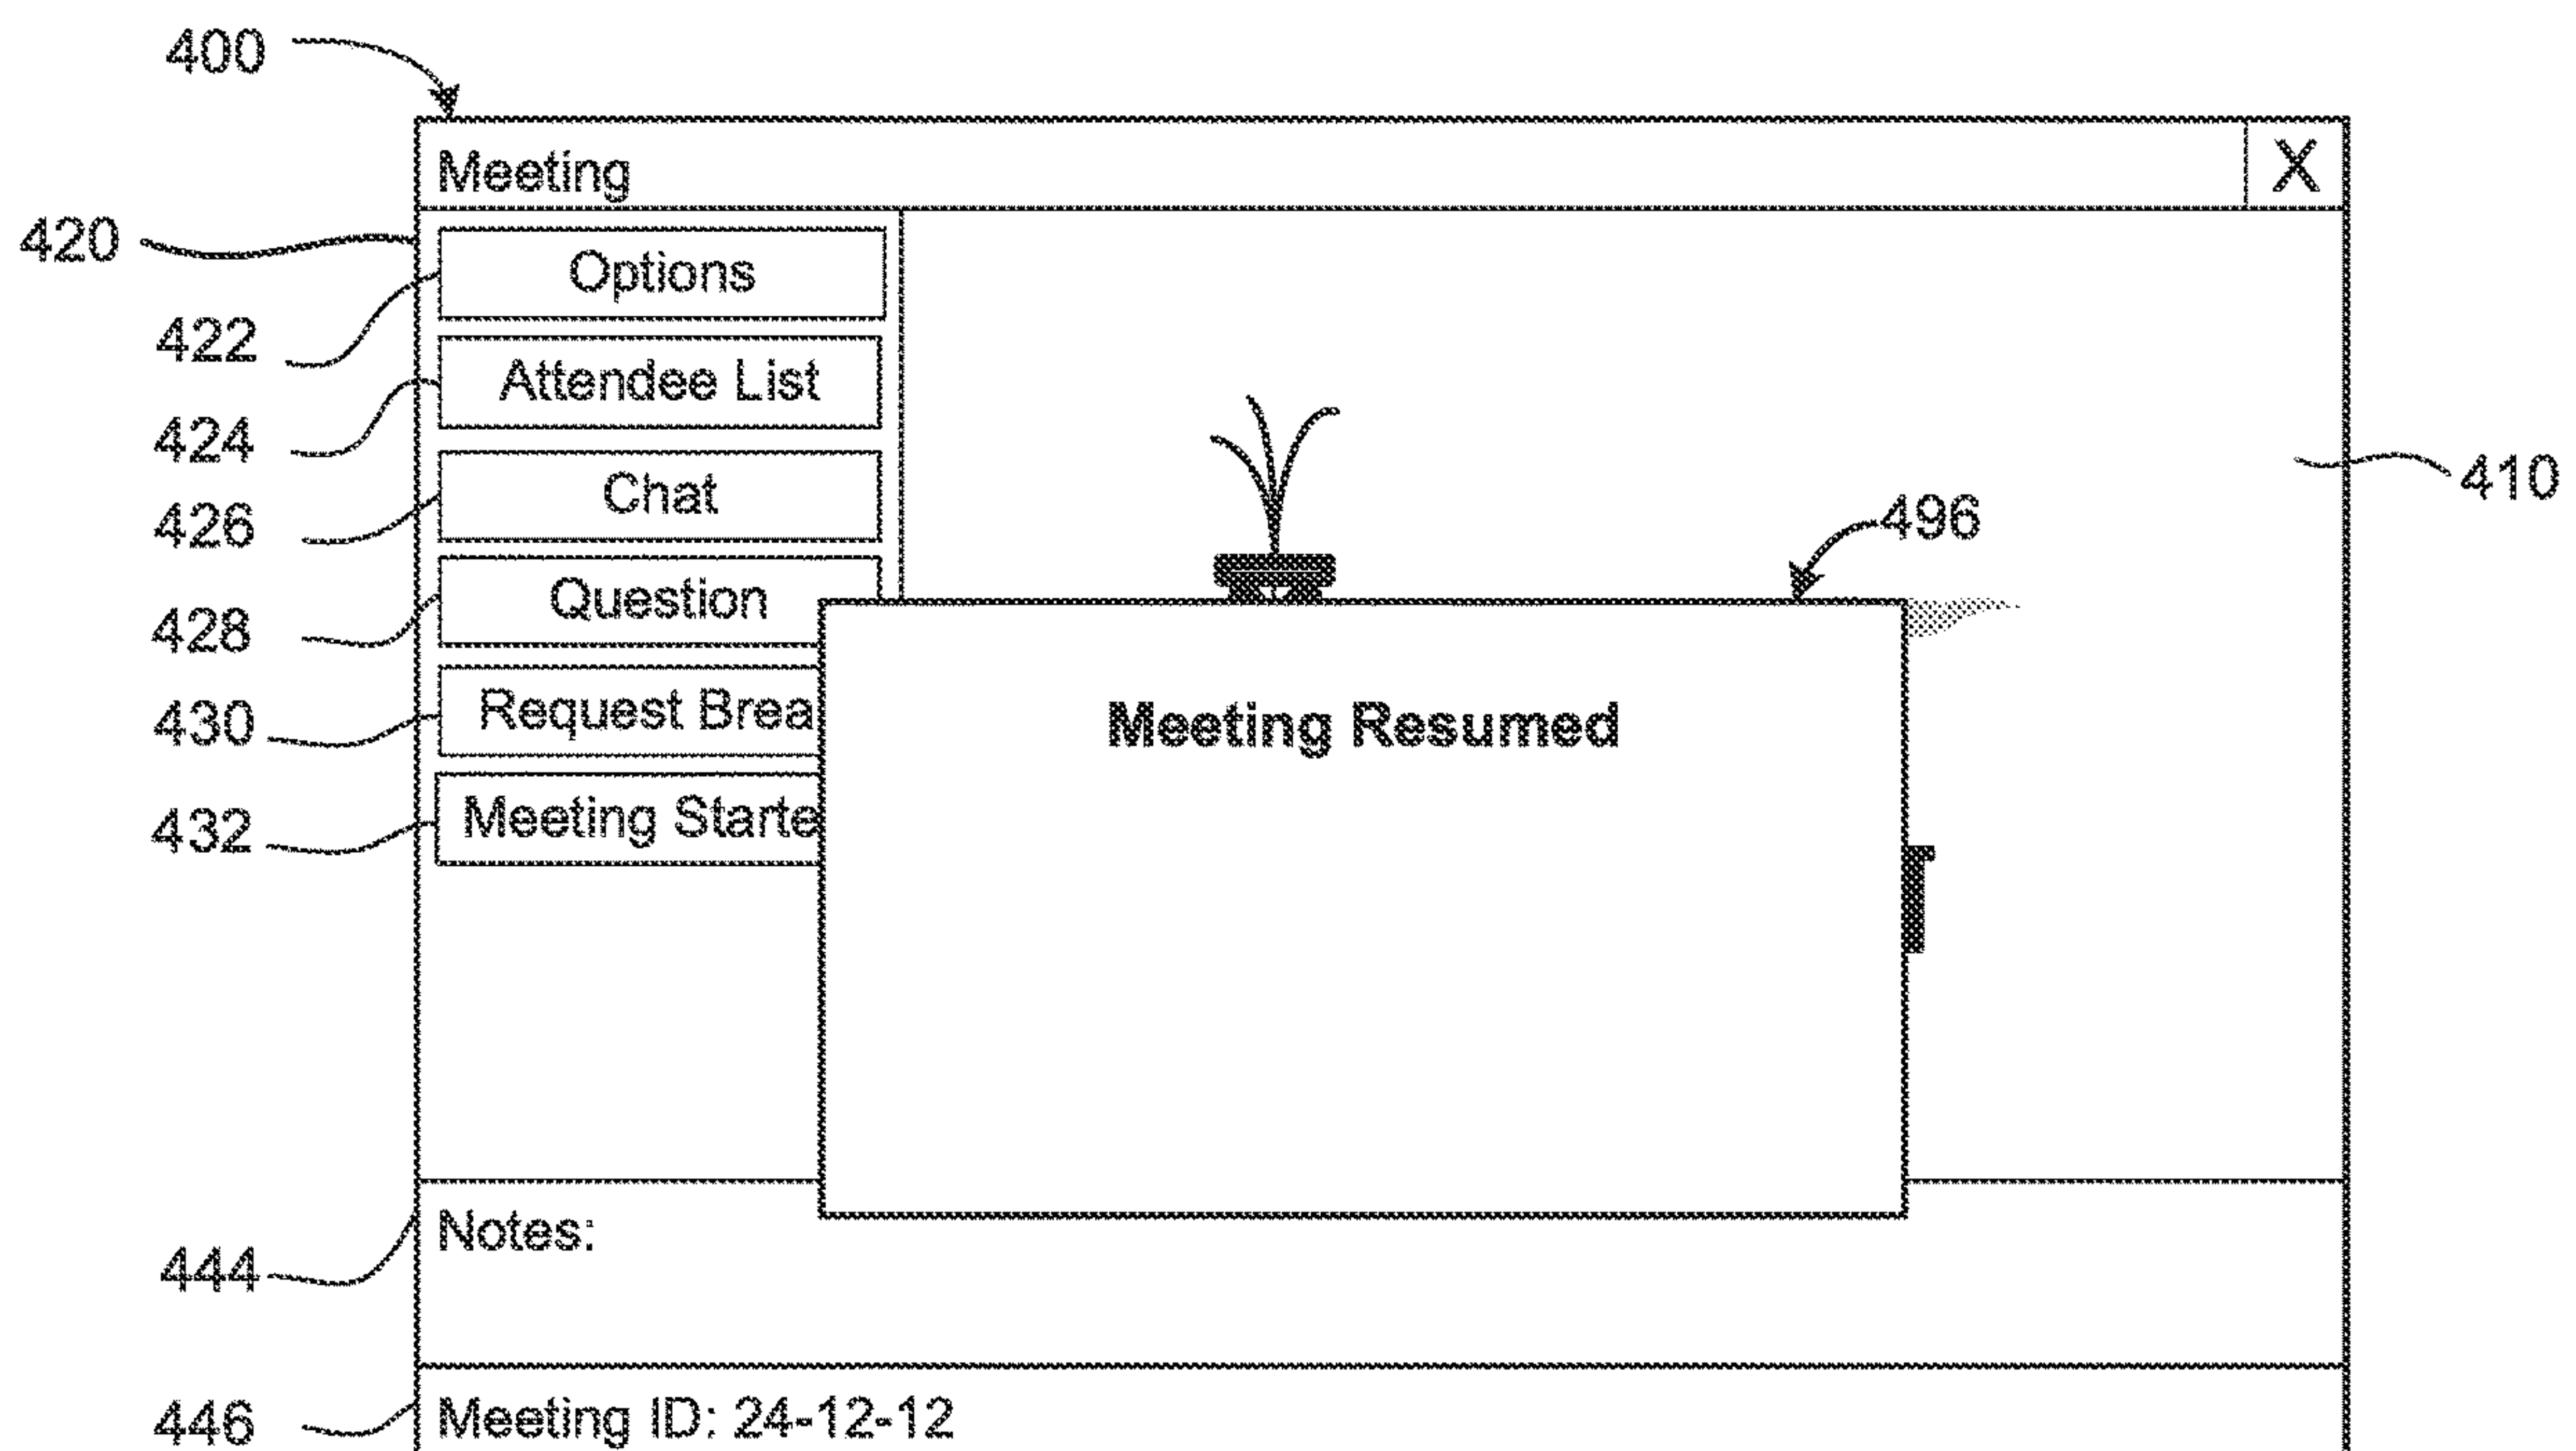 400
Meeting X
420
Options
422
Attendee List
424
Chat
426
410
496
Question
428
Request Brea
430
Meeting Resumed
Meeting Starte
432
Notes:
444
Meeting ID: 24-12-12
446